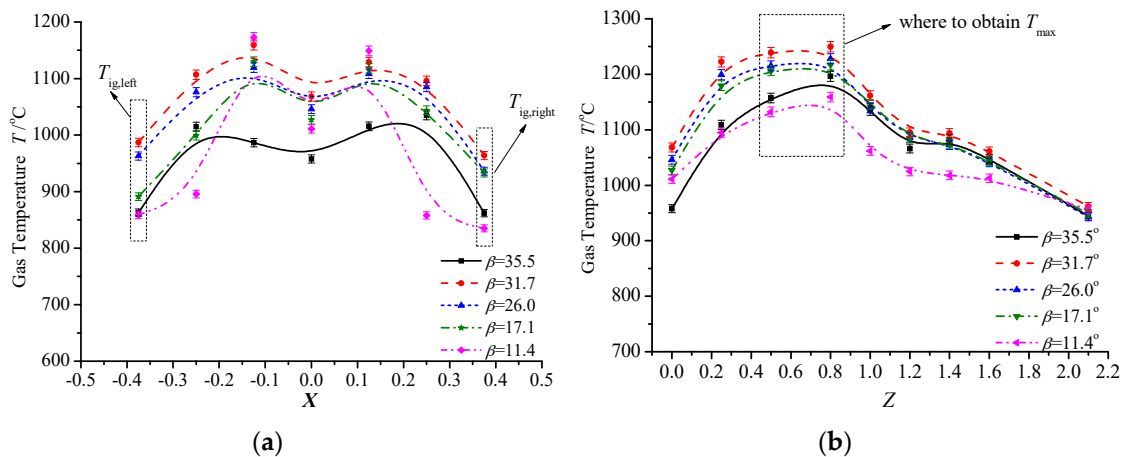 1200
1100
1000
900
800
700
600
Gas Temperature T/°C
T_ig,left
T_ig,right
β=35.5
β=31.7
β=26.0
β=17.1
β=11.4
-0.5 -0.4 -0.3 -0.2 -0.1 0.0 0.1 0.2 0.3 0.4 0.5
X
(a)
1300
1200
1100
1000
950
900
800
700
Gas Temperature T/°C
where to obtain T_max
β=35.5°
β=31.7°
β=26.0°
β=17.1°
β=11.4°
0.0 0.2 0.4 0.6 0.8 1.0 1.2 1.4 1.6 1.8 2.0 2.2
Z
(b)